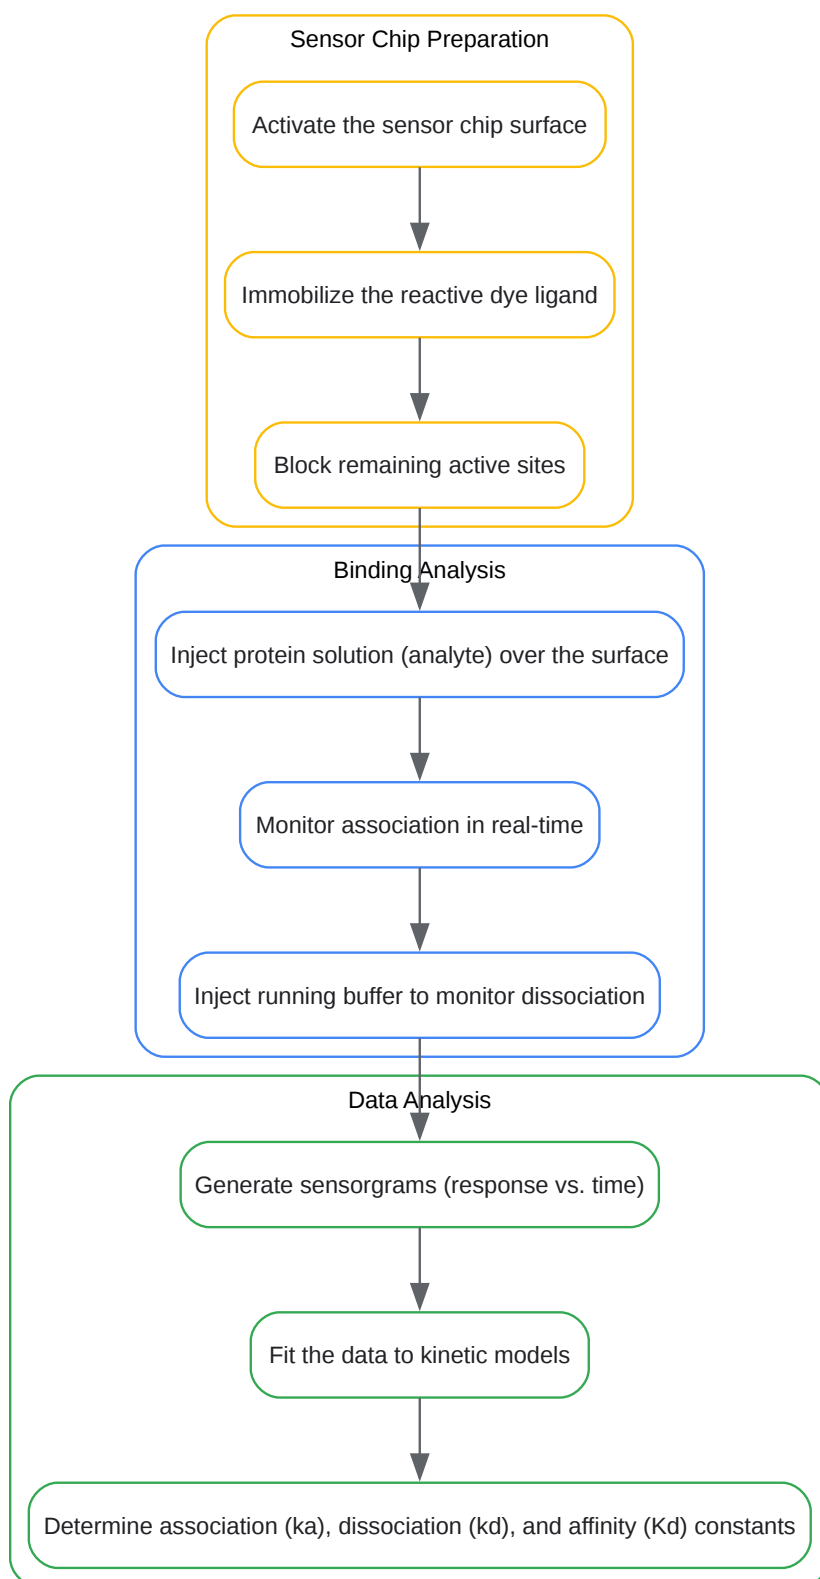 Sensor Chip Preparation
Activate the sensor chip surface
Immobilize the reactive dye ligand
Block remaining active sites
Binding Analysis
Inject protein solution (analyte) over the surface
Monitor association in real-time
Inject running buffer to monitor dissociation
Data Analysis
Generate sensorgrams (response vs. time)
Fit the data to kinetic models
Determine association (ka), dissociation (kd), and affinity (Kd) constants